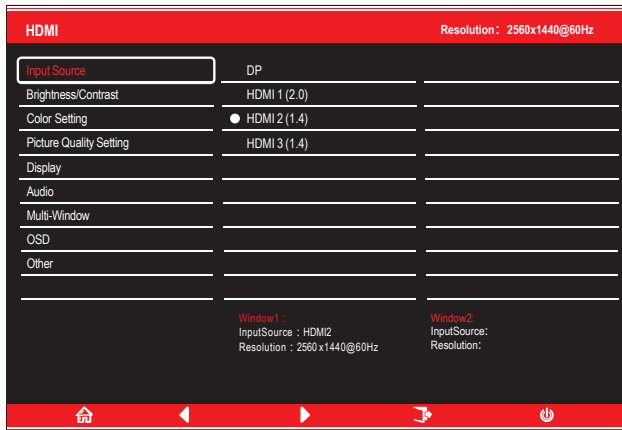 HDMI
Resolution: 2560x1440@60Hz
Input Source
DP
Brightness/Contrast
HDMI 1 (2.0)
Color Setting
HDMI 2 (1.4)
Picture Quality Setting
HDMI 3 (1.4)
Display
Audio
Multi-Window
OSD
Other
Window1 :
InputSource : HDMI2
Resolution : 2560 x1440@60Hz
Window2:
InputSource:
Resolution: